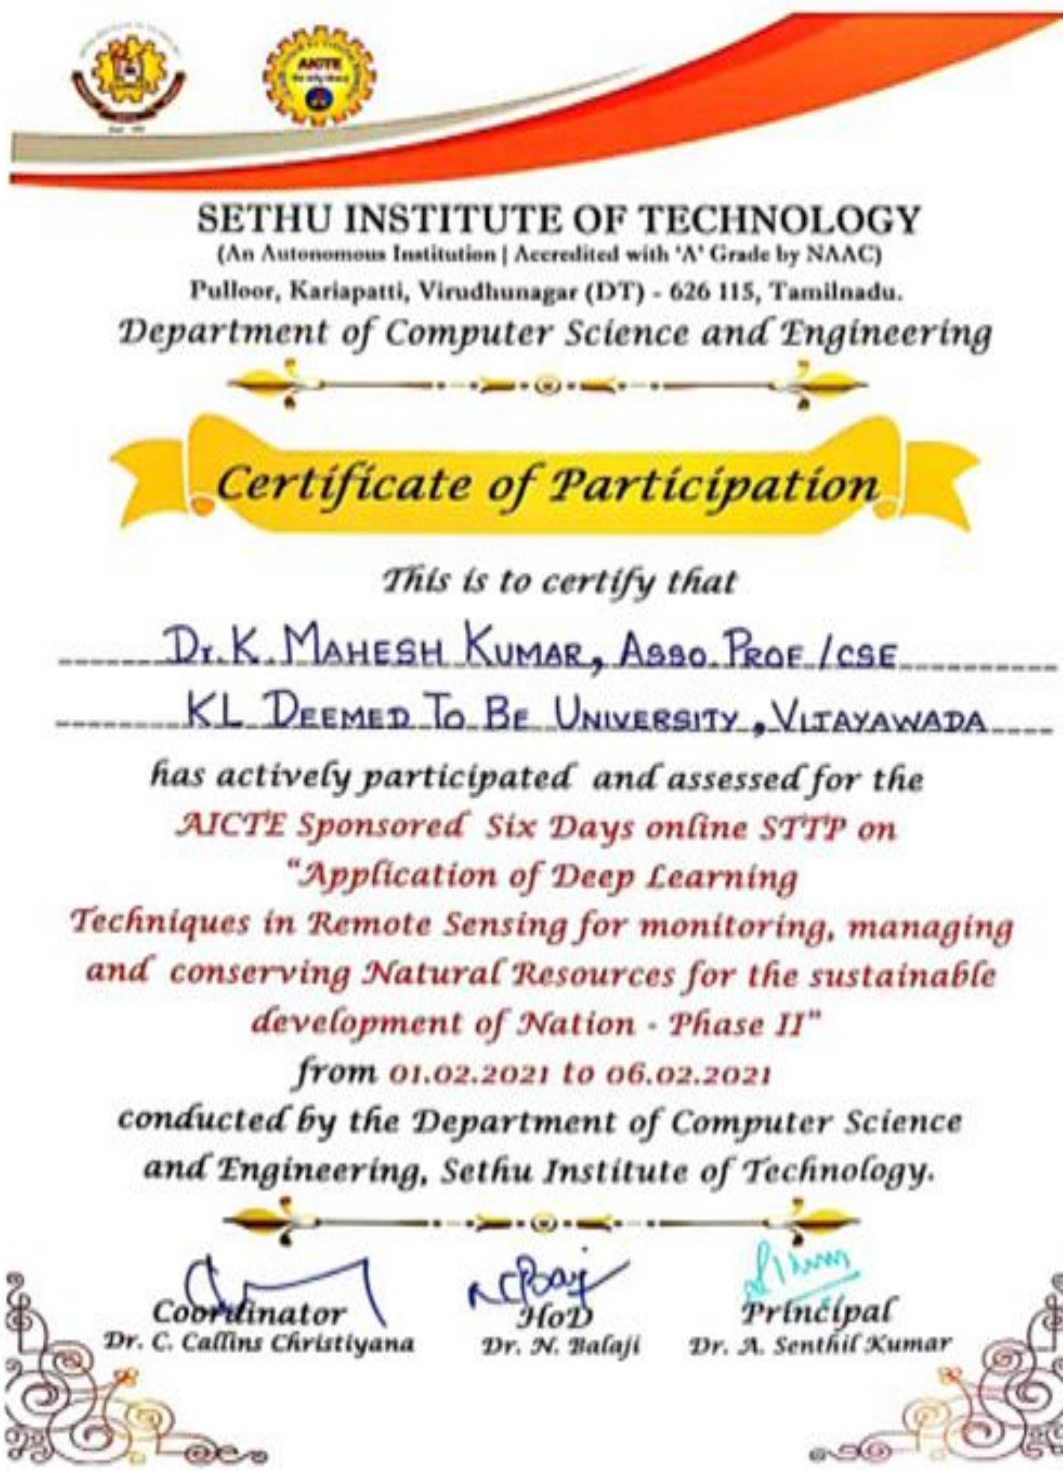 AICTE
SETHU INSTITUTE OF TECHNOLOGY
(An Autonomous Institution | Accredited with 'A' Grade by NAAC)
Pulloor, Kariapatti, Virudhunagar (DT) - 626 115, Tamilnadu.
Department of Computer Science and Engineering
Certificate of Participation
This is to certify that
Dr. K. MAHESH KUMAR, ASSO. PROF / CSE
KL DEEMED TO BE UNIVERSITY, VIJAYAWADA
has actively participated and assessed for the
AICTE Sponsored Six Days online STTP on
"Application of Deep Learning
Techniques in Remote Sensing for monitoring, managing
and conserving Natural Resources for the sustainable
development of Nation - Phase II"
from 01.02.2021 to 06.02.2021
conducted by the Department of Computer Science
and Engineering, Sethu Institute of Technology.
Coordinator HoD Principal
Dr. C. Callins Christiyana Dr. N. Balaji Dr. A. Senthil Kumar